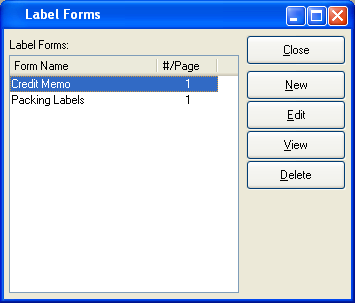 Label Forms
Label Forms:
Form Name #/Page
Credit Memo 1
Packing Labels 1
Close
New
Edit
View
Delete